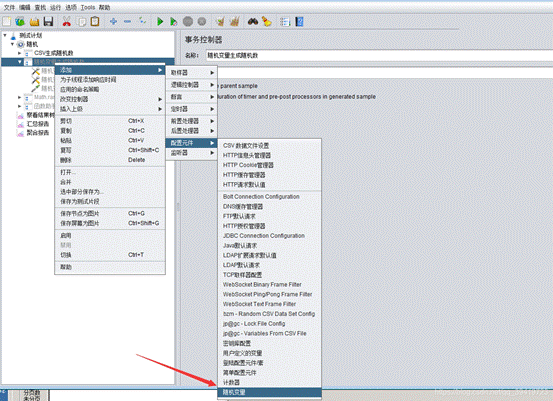 文件 编辑 查找 运行 选项 Tools 帮助
测试计划
随机
CSV生成随机数
随机变量生成随机数
随机
随机
随机
Math.ran
函数助
察看结果树
汇总报告
聚合报告
添加
为子线程添加响应时间
应用的命名策略
改变控制器
插入上级
剪切 Ctrl+X
复制 Ctrl+C
粘贴 Ctrl+V
复写 Ctrl+Shift+C
删除 Delete
打开...
合并
选中部分保存为...
保存为测试片段
保存节点为图片 Ctrl+G
保存屏幕为图片 Ctrl+Shift+G
启用
禁用
切换 Ctrl+T
帮助
取样器
逻辑控制器
断言
定时器
前置处理器
后置处理器
配置元件
监听器
CSV 数据文件设置
HTTP信息头管理器
HTTP Cookie管理器
HTTP缓存管理器
HTTP请求默认值
Bolt Connection Configuration
DNS缓存管理器
FTP默认请求
HTTP授权管理器
JDBC Connection Configuration
Java默认请求
LDAP扩展请求默认值
LDAP默认请求
TCP取样器配置
WebSocket Binary Frame Filter
WebSocket Ping/Pong Frame Filter
WebSocket Text Frame Filter
bzm - Random CSV Data Set Config
jp@gc - Lock File Config
jp@gc - Variables From CSV File
密钥库配置
用户定义的变量
登陆配置元件/素
简单配置元件
计数器
随机变量
事务控制器
名称: 随机变量生成随机数
parent sample
duration of timer and pre-post processors in generated sample
分页数
未分页